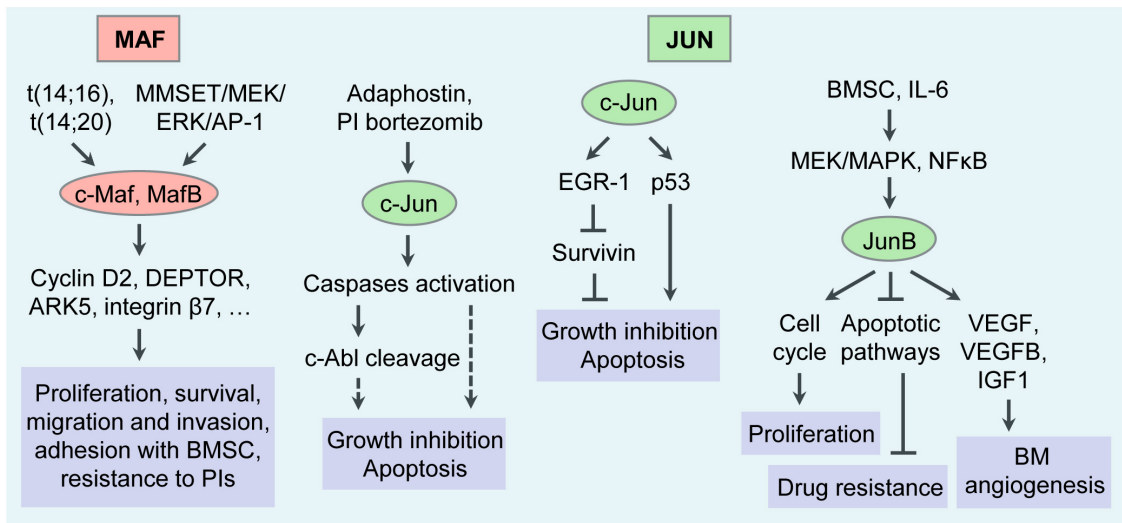 MAF
t(14;16),
t(14;20)
MMSET/MEK/
ERK/AP-1
c-Maf, MafB
Cyclin D2, DEPTOR,
ARK5, integrin β7, …
Proliferation, survival,
migration and invasion,
adhesion with BMSC,
resistance to PIs
JUN
Adaphostin,
PI bortezomib
c-Jun
Caspases activation
c-Abl cleavage
Growth inhibition
Apoptosis
c-Jun
EGR-1
p53
Survivin
Growth inhibition
Apoptosis
BMSC, IL-6
MEK/MAPK, NFκB
JunB
Cell
cycle
Apoptotic
pathways
VEGF,
VEGFB,
IGF1
Proliferation
Drug resistance
BM
angiogenesis